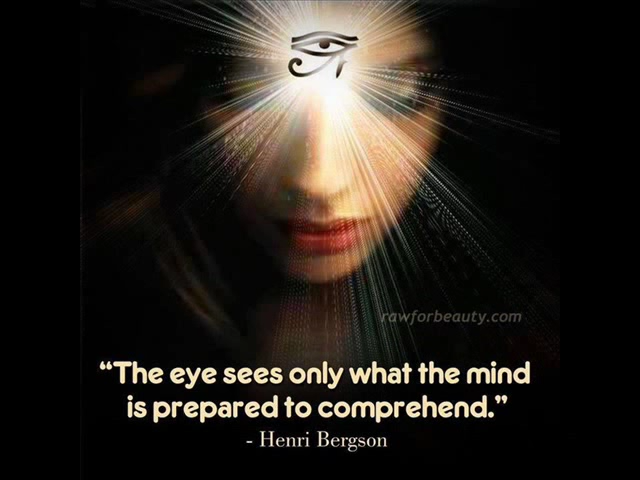 rawforbeauty.com
“The eye sees only what the mind
is prepared to comprehend.”
- Henri Bergson